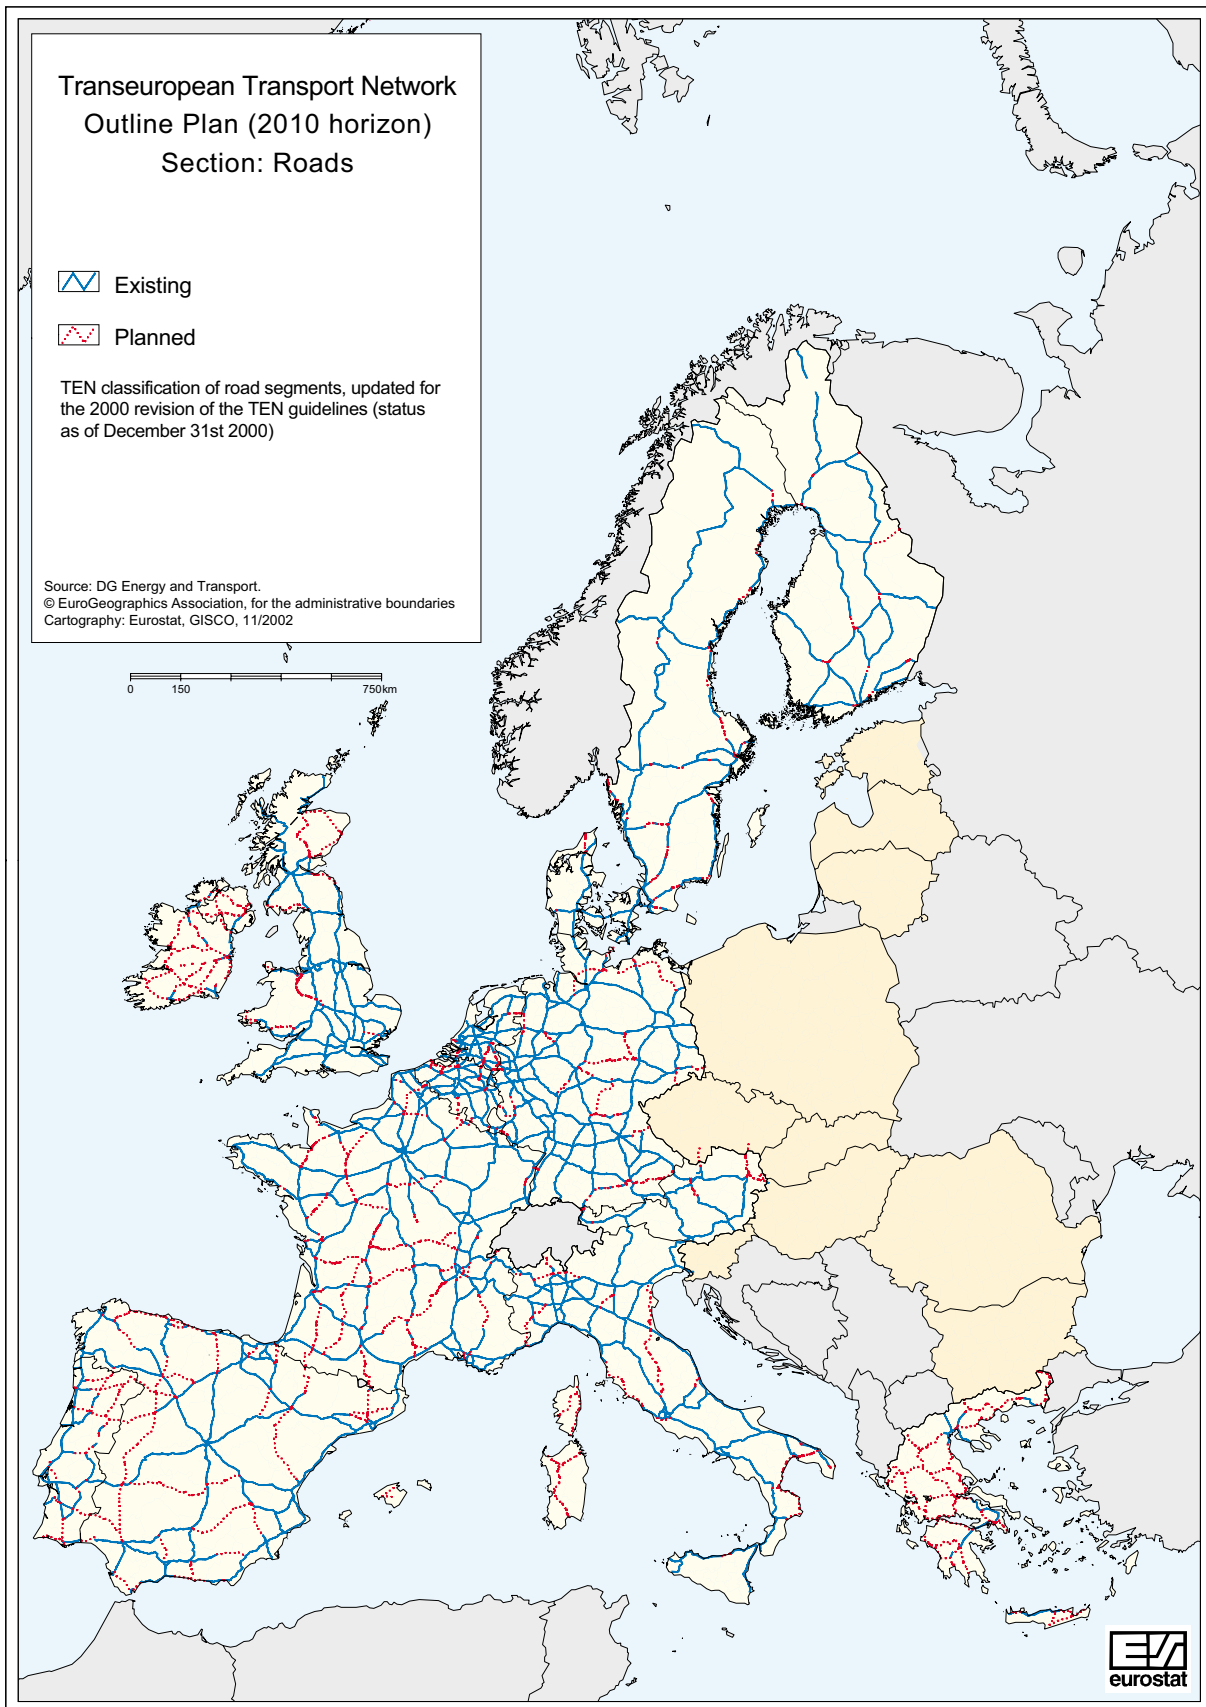 Transeuropean Transport Network
Outline Plan (2010 horizon)
Section: Roads
Existing
Planned
TEN classification of road segments, updated for
the 2000 revision of the TEN guidelines (status
as of December 31st 2000)
Source: DG Energy and Transport.
© EuroGeographics Association, for the administrative boundaries
Cartography: Eurostat, GISCO, 11/2002
0 150 750km
eurostat